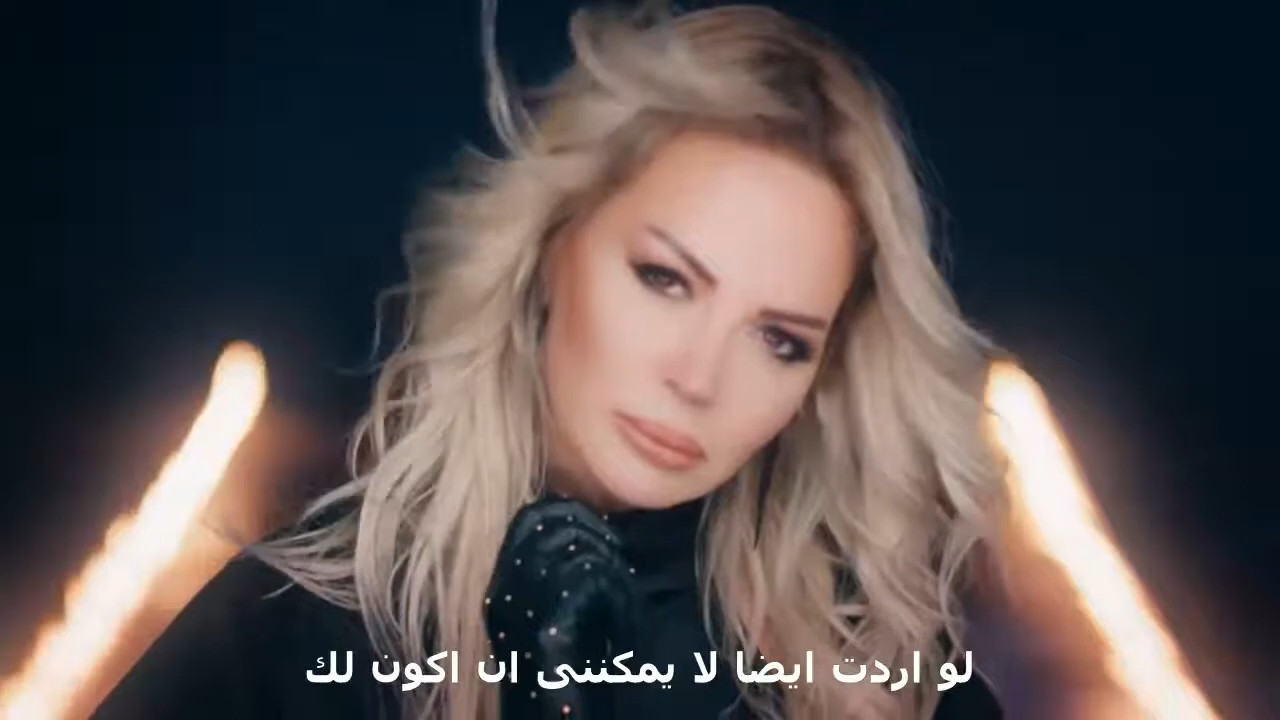 لو اردت ايضا لا يمكننى ان اكون لك